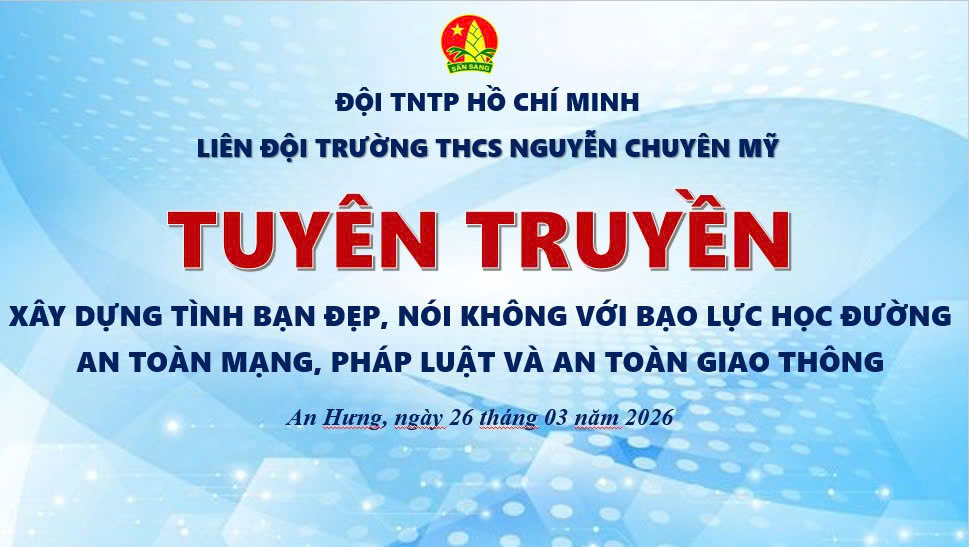 SẴN SÀNG
ĐỘI TNTP HỒ CHÍ MINH
LIÊN ĐỘI TRƯỜNG THCS NGUYỄN CHUYÊN MỸ
TUYÊN TRUYỀN
XÂY DỰNG TÌNH BẠN ĐẸP, NÓI KHÔNG VỚI BẠO LỰC HỌC ĐƯỜNG
AN TOÀN MẠNG, PHÁP LUẬT VÀ AN TOÀN GIAO THÔNG
An Hưng, ngày 26 tháng 03 năm 2026